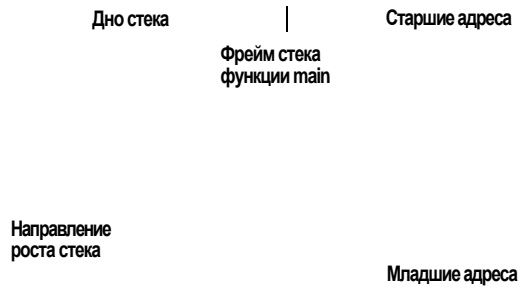 Дно стека
Старшие адреса
Фрейм стека
функции main
Направление
роста стека
Младшие адреса